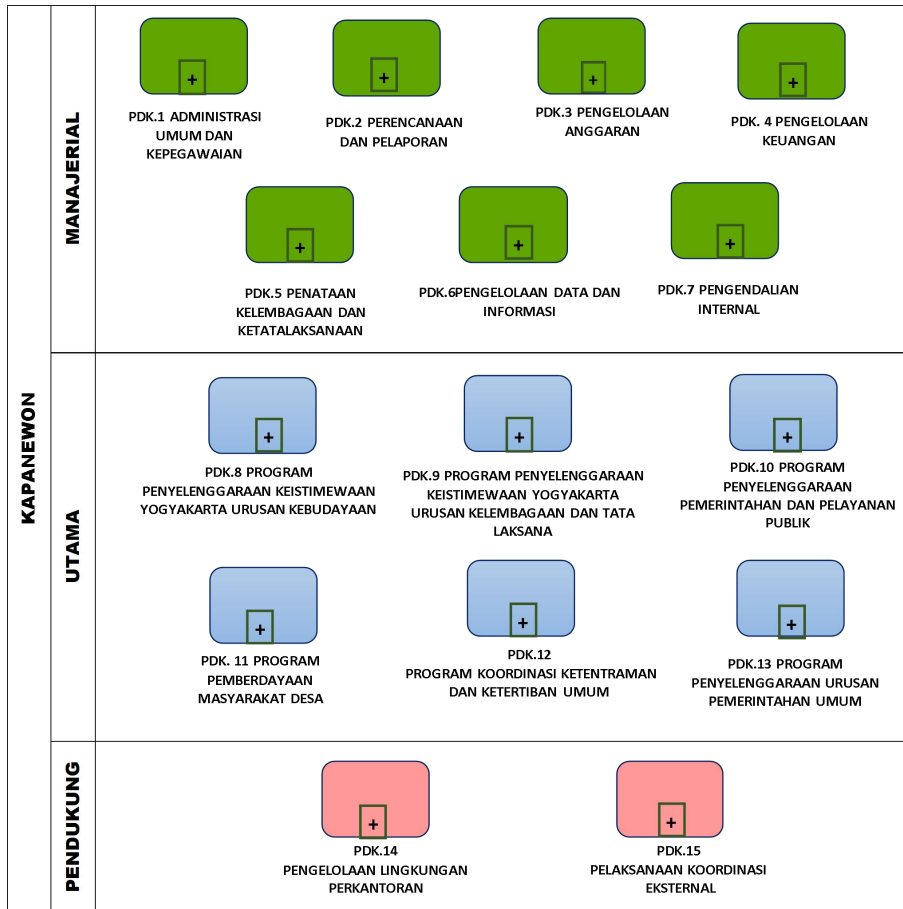 KAPANEWON
MANAJERIAL
+
+
+
+
PDK.1 ADMINISTRASI
UMUM DAN
KEPEGAWAIAN
PDK.2 PERENCANAAN
DAN PELAPORAN
PDK.3 PENGELOLAAN
ANGGARAN
PDK. 4 PENGELOLAAN
KEUANGAN
+
+
+
PDK.5 PENATAAN
KELEMBAGAAN DAN
KETATALAKSANAAN
PDK.6PENGELOLAAN DATA DAN
INFORMASI
PDK.7 PENGENDALIAN
INTERNAL
UTAMA
+
+
+
PDK.8 PROGRAM
PENYELENGGARAAN KEISTIMEWAAN
YOGYAKARTA URUSAN KEBUDAYAAN
PDK.9 PROGRAM PENYELENGGARAAN
KEISTIMEWAAN YOGYAKARTA
URUSAN KELEMBAGAAN DAN TATA
LAKSANA
PDK.10 PROGRAM
PENYELENGGARAAN
PEMERINTAHAN DAN PELAYANAN
PUBLIK
+
+
+
PDK. 11 PROGRAM
PEMBERDAYAAN
MASYARAKAT DESA
PDK.12
PROGRAM KOORDINASI KETENTRAMAN
DAN KETERTIBAN UMUM
PDK.13 PROGRAM
PENYELENGGARAAN URUSAN
PEMERINTAHAN UMUM
PENDUKUNG
+
+
PDK.14
PENGELOLAAN LINGKUNGAN
PERKANTORAN
PDK.15
PELAKSANAAN KOORDINASI
EKSTERNAL